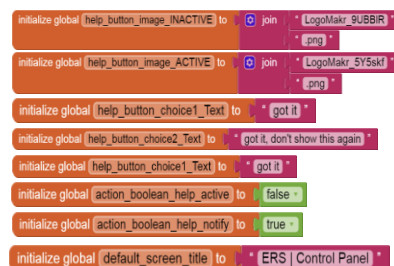 initialize global help_button_image_INACTIVE to join " LogoMakr_9UBBIR "
" .png "
initialize global help_button_image_ACTIVE to join " LogoMakr_5Y5skf "
" .png "
initialize global help_button_choice1_Text to " got it "
initialize global help_button_choice2_Text to " got it, don't show this again "
initialize global help_button_choice1_Text to " got it "
initialize global action_boolean_help_active to false
initialize global action_boolean_help_notify to true
initialize global default_screen_title to " ERS | Control Panel "